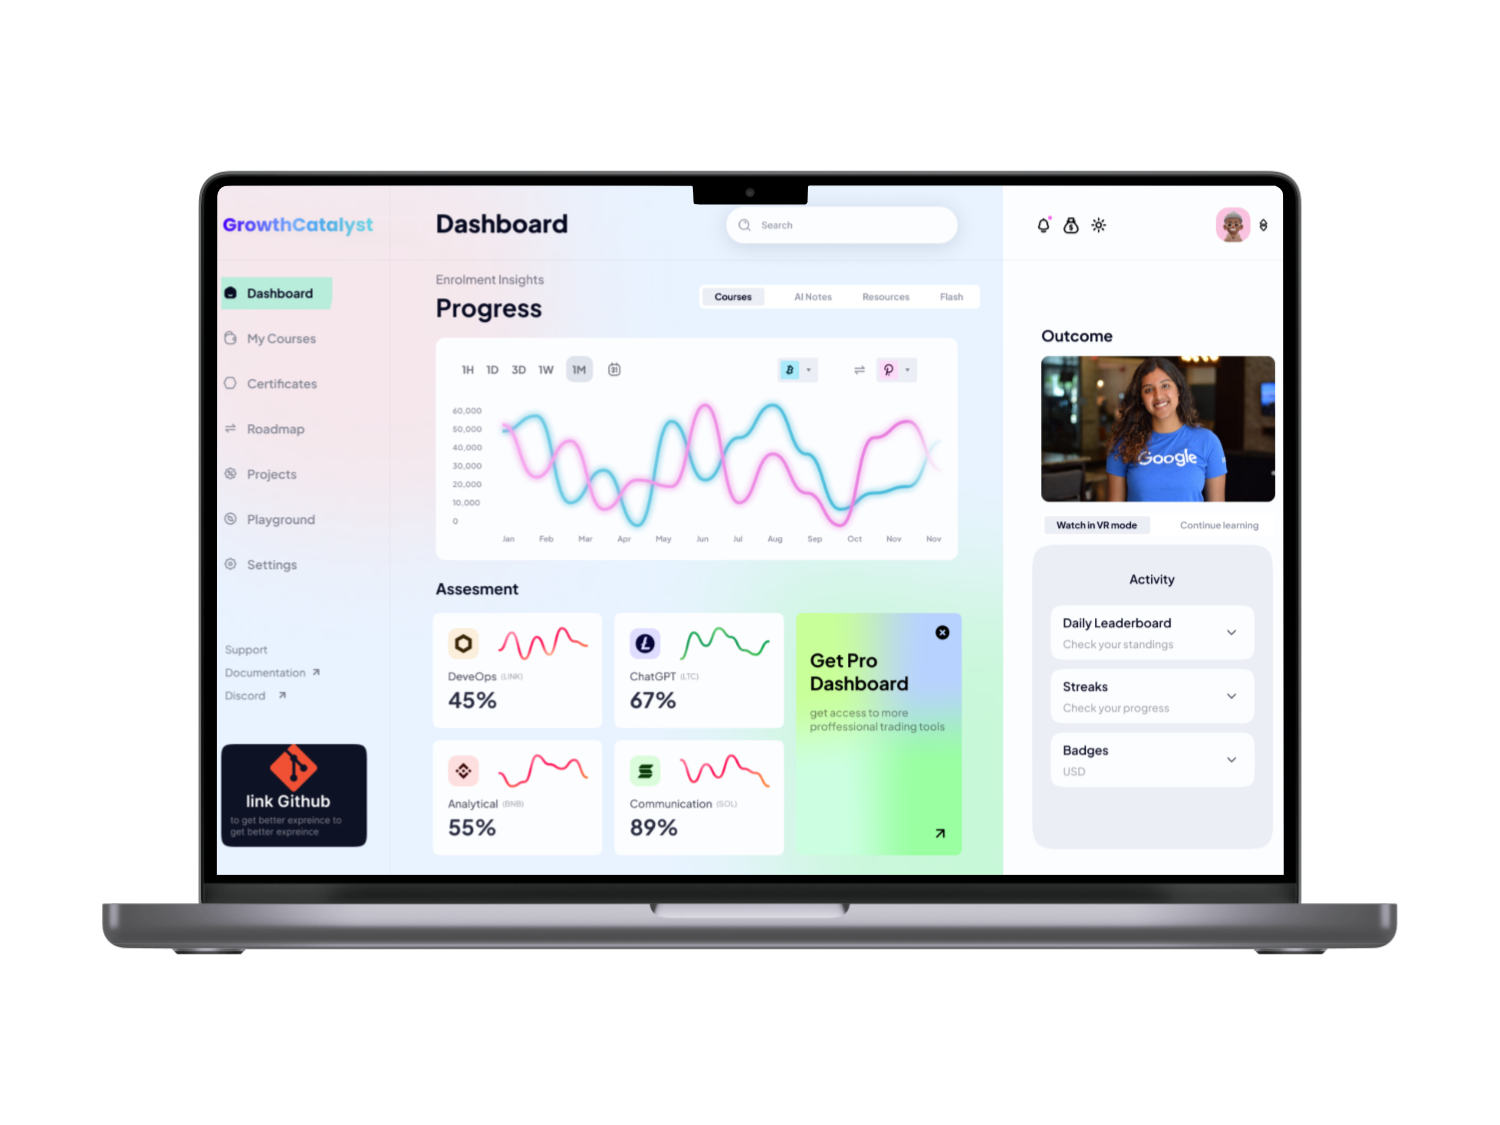 GrowthCatalyst
Dashboard
Search
Dashboard
My Courses
Certificates
Roadmap
Projects
Playground
Settings
Support
Documentation
Discord
link Github
to get better expreince to
get better expreince
Enrolment Insights
Progress
Courses AI Notes Resources Flash
1H 1D 3D 1W 1M
60,000
50,000
40,000
30,000
20,000
10,000
0
Jan Feb Mar Apr May Jun Jul Aug Sep Oct Nov Nov
Assesment
DeveOps (LINK)
45%
ChatGPT (LTC)
67%
Analytical (BNB)
55%
Communication (SOL)
89%
Get Pro
Dashboard
get access to more
proffessional trading tools
Outcome
Google
Watch in VR mode Continue learning
Activity
Daily Leaderboard
Check your standings
Streaks
Check your progress
Badges
USD